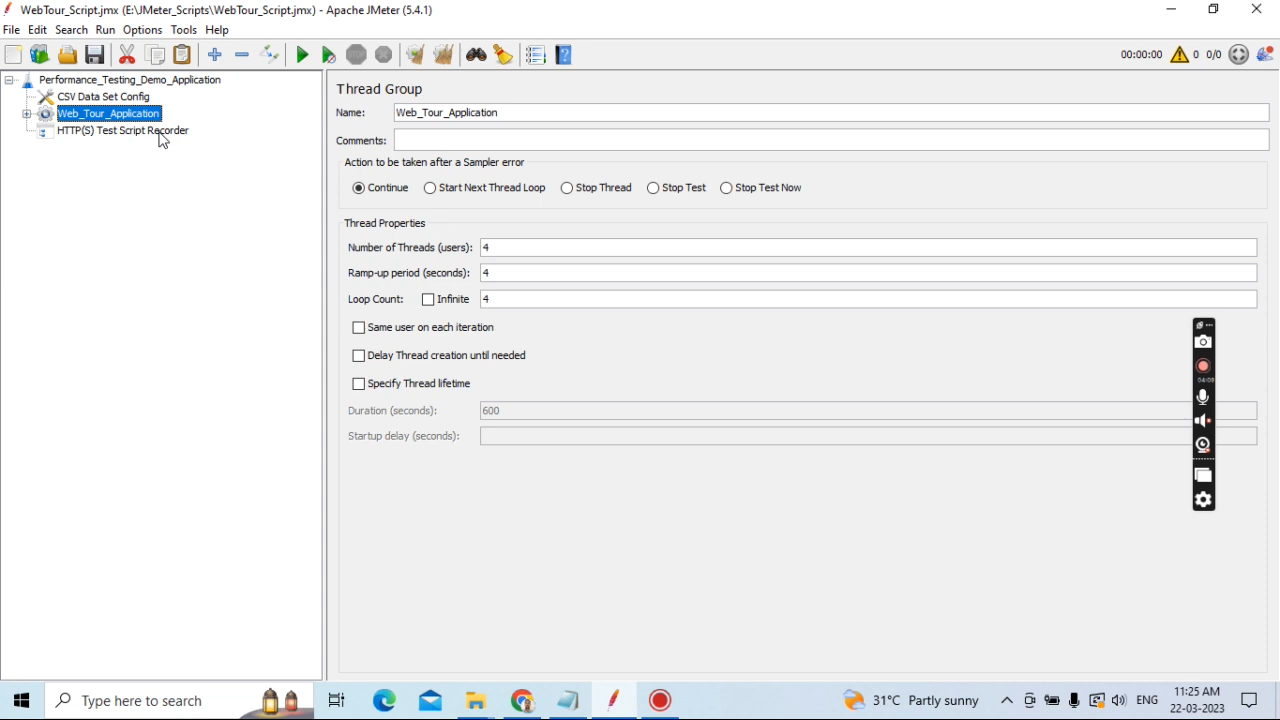 WebTour_Script.jmx (E:\JMeter_Scripts\WebTour_Script.jmx) - Apache JMeter (5.4.1)
File Edit Search Run Options Tools Help
00:00:00 0 0/0
Performance_Testing_Demo_Application
CSV Data Set Config
Web_Tour_Application
HTTP(S) Test Script Recorder
Thread Group
Name: Web_Tour_Application
Comments:
Action to be taken after a Sampler error
Continue Start Next Thread Loop Stop Thread Stop Test Stop Test Now
Thread Properties
Number of Threads (users): 4
Ramp-up period (seconds): 4
Loop Count: Infinite 4
Same user on each iteration
Delay Thread creation until needed
Specify Thread lifetime
Duration (seconds): 600
Startup delay (seconds):
04:08
Type here to search
31°C Partly sunny
ENG
11:25 AM
22-03-2023